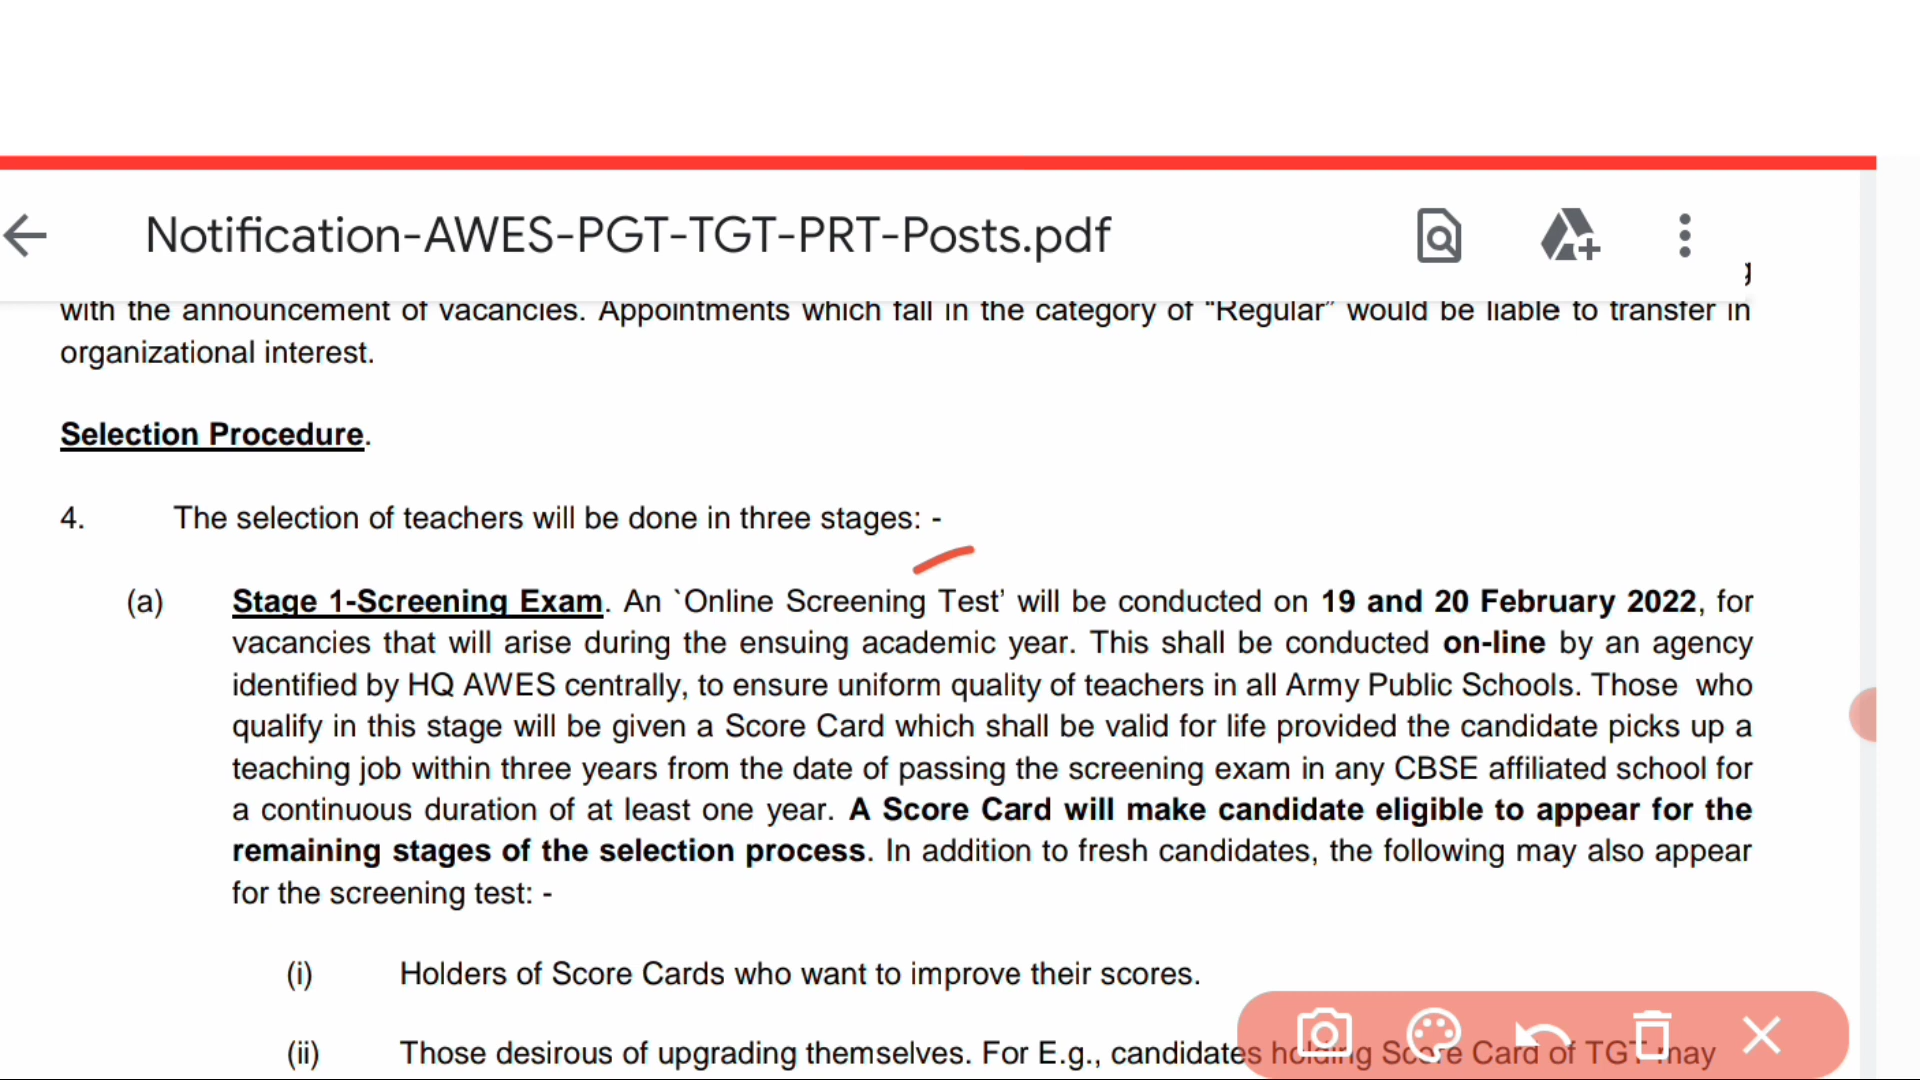 Notification-AWES-PGT-TGT-PRT-Posts.pdf
with the announcement of vacancies. Appointments which fall in the category of “Regular” would be liable to transfer in
organizational interest.
Selection Procedure.
4. The selection of teachers will be done in three stages: -
(a) Stage 1-Screening Exam. An `Online Screening Test’ will be conducted on 19 and 20 February 2022, for
vacancies that will arise during the ensuing academic year. This shall be conducted on-line by an agency
identified by HQ AWES centrally, to ensure uniform quality of teachers in all Army Public Schools. Those who
qualify in this stage will be given a Score Card which shall be valid for life provided the candidate picks up a
teaching job within three years from the date of passing the screening exam in any CBSE affiliated school for
a continuous duration of at least one year. A Score Card will make candidate eligible to appear for the
remaining stages of the selection process. In addition to fresh candidates, the following may also appear
for the screening test: -
(i) Holders of Score Cards who want to improve their scores.
(ii) Those desirous of upgrading themselves. For E.g., candidates holding Score Card of TGT may